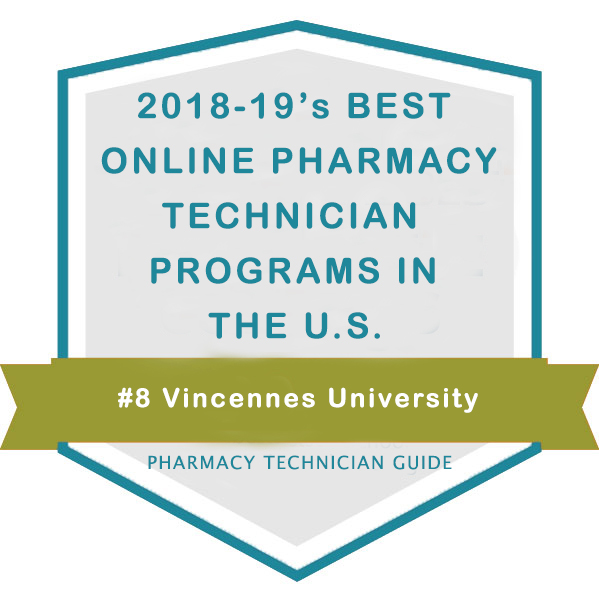 2018-19's BEST
ONLINE PHARMACY
TECHNICIAN
PROGRAMS IN
THE U.S.
#8 Vincennes University
PHARMACY TECHNICIAN GUIDE